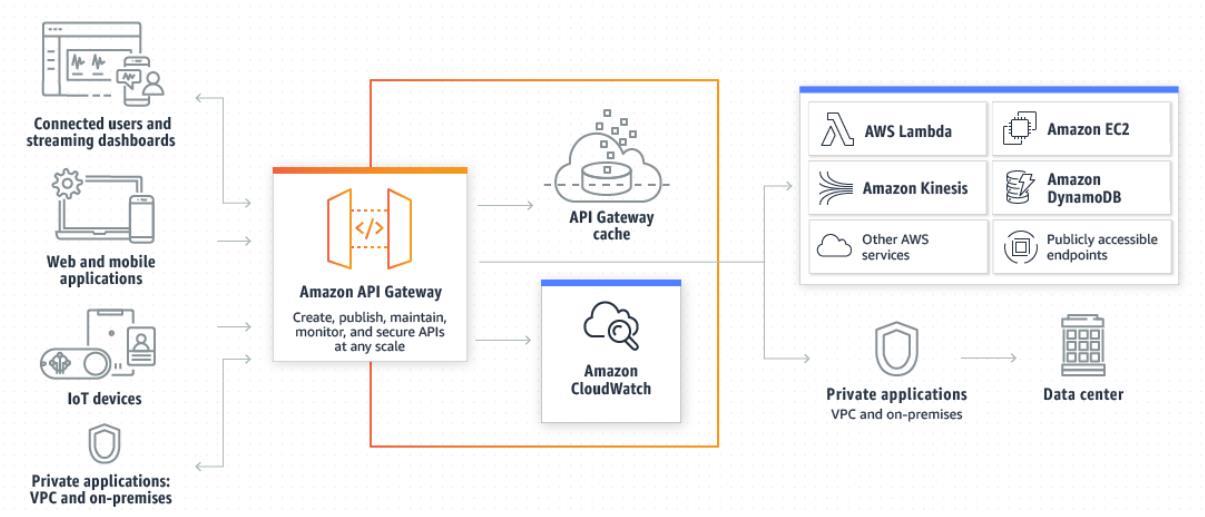 Connected users and
streaming dashboards
Web and mobile
applications
IoT devices
Private applications:
VPC and on-premises
</>
Amazon API Gateway
Create, publish, maintain,
monitor, and secure APIs
at any scale
API Gateway
cache
Amazon
CloudWatch
AWS Lambda
Amazon EC2
Amazon Kinesis
Amazon
DynamoDB
Other AWS
services
Publicly accessible
endpoints
Private applications
VPC and on-premises
Data center